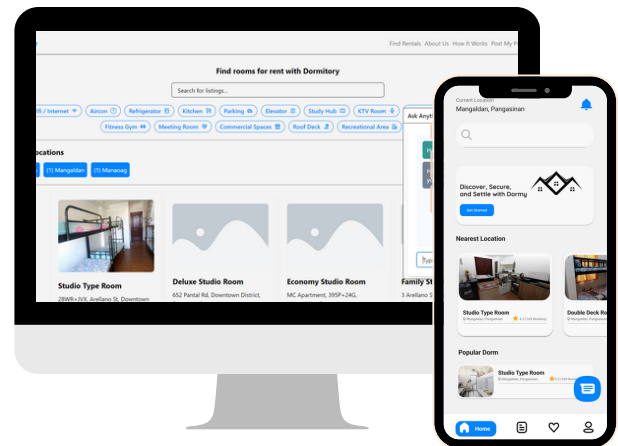 Find Rentals About Us How It Works Post My
Find rooms for rent with Dormitory
Search for listings...
/ Internet
Aircon
Refrigerator
Kitchen
Parking
Elevator
Study Hub
KTV Room
Fitness Gym
Meeting Room
Commercial Spaces
Roof Deck
Recreational Area
ocations
(1) Mangaldan
(1) Manaoag
Ask Anyt
Studio Type Room
28WR+JVX, Arellano St, Downtown
Deluxe Studio Room
652 Pantal Rd, Downtown District,
Economy Studio Room
MC Apartment, 395P+24G,
Family St
3 Arellano S
Current Location
Mangaldan, Pangasinan
Discover, Secure,
and Settle with Dormy
Get Started
Nearest Location
Studio Type Room
Mangaldan, Pangasinan
Double Deck Ro
Mangaldan, Pangasinan
Popular Dorm
Studio Type Room
Mangaldan, Pangasinan
Home